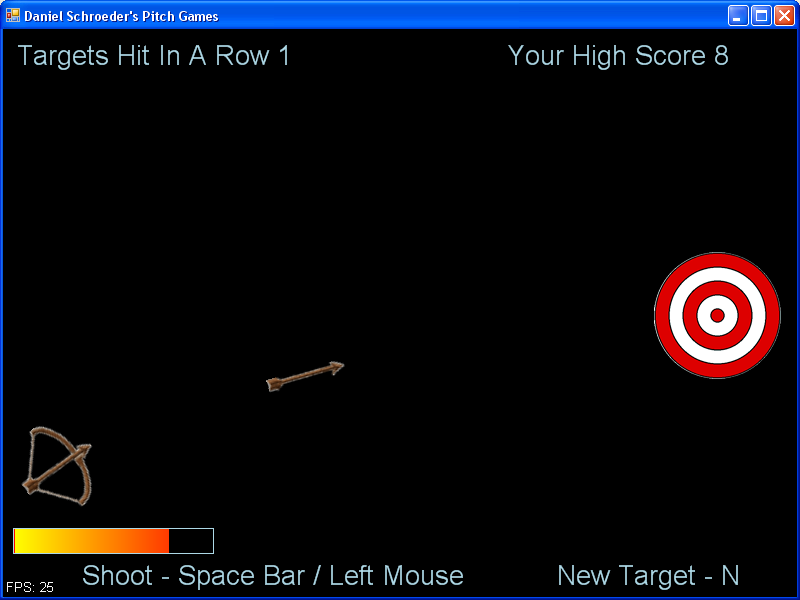 Daniel Schroeder's Pitch Games
Targets Hit In A Row 1
Your High Score 8
Shoot - Space Bar / Left Mouse
New Target - N
FPS: 25